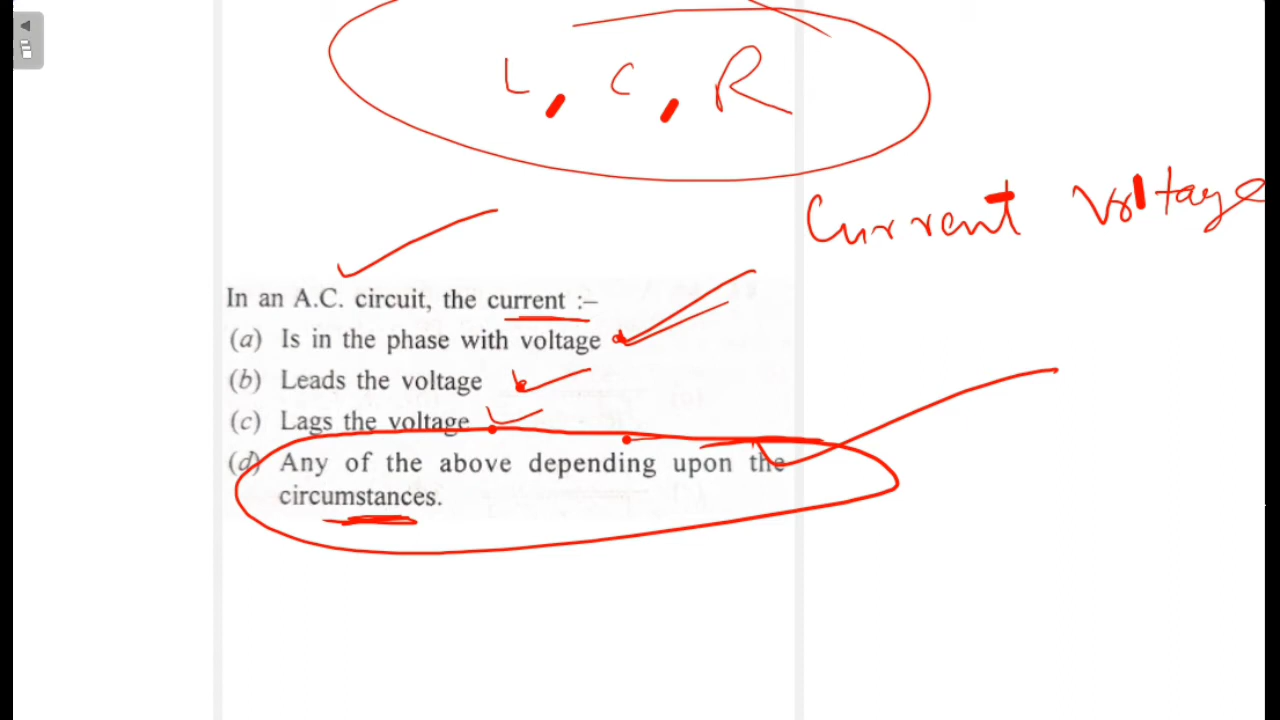 L, C, R
Current Voltage
In an A.C. circuit, the current :–
(a) Is in the phase with voltage
(b) Leads the voltage
(c) Lags the voltage
(d) Any of the above depending upon the
circumstances.